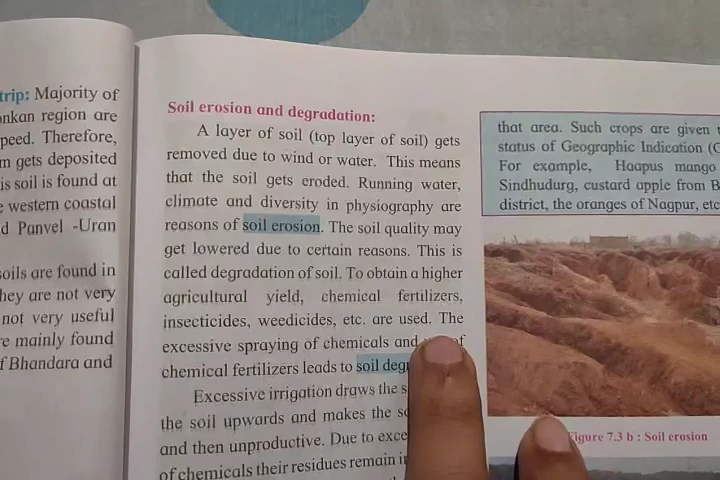 trip: Majority of
nkan region are
peed. Therefore,
m gets deposited
is soil is found at
western coastal
d Panvel -Uran
soils are found in
hey are not very
not very useful
re mainly found
f Bhandara and
Soil erosion and degradation:
A layer of soil (top layer of soil) gets
removed due to wind or water. This means
that the soil gets eroded. Running water,
climate and diversity in physiography are
reasons of soil erosion. The soil quality may
get lowered due to certain reasons. This is
called degradation of soil. To obtain a higher
agricultural yield, chemical fertilizers,
insecticides, weedicides, etc. are used. The
excessive spraying of chemicals and of
chemical fertilizers leads to soil deg
Excessive irrigation draws the s
the soil upwards and makes the so
and then unproductive. Due to exce
of chemicals their residues remain i
that area. Such crops are given
status of Geographic Indication (G
For example, Haapus mango
Sindhudurg, custard apple from B
district, the oranges of Nagpur, etc
Figure 7.3 b : Soil erosion